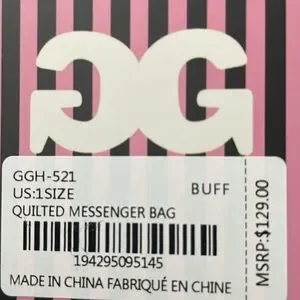 GG
GGH-521
US:1SIZE
BUFF
QUILTED MESSENGER BAG
194295095145
MADE IN CHINA FABRIQUÉ EN CHINE
MSRP:$129.00